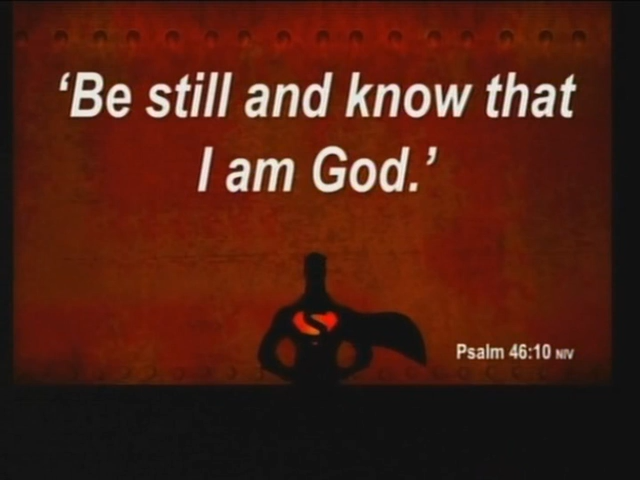 ‘Be still and know that
I am God.’
S
Psalm 46:10 NIV